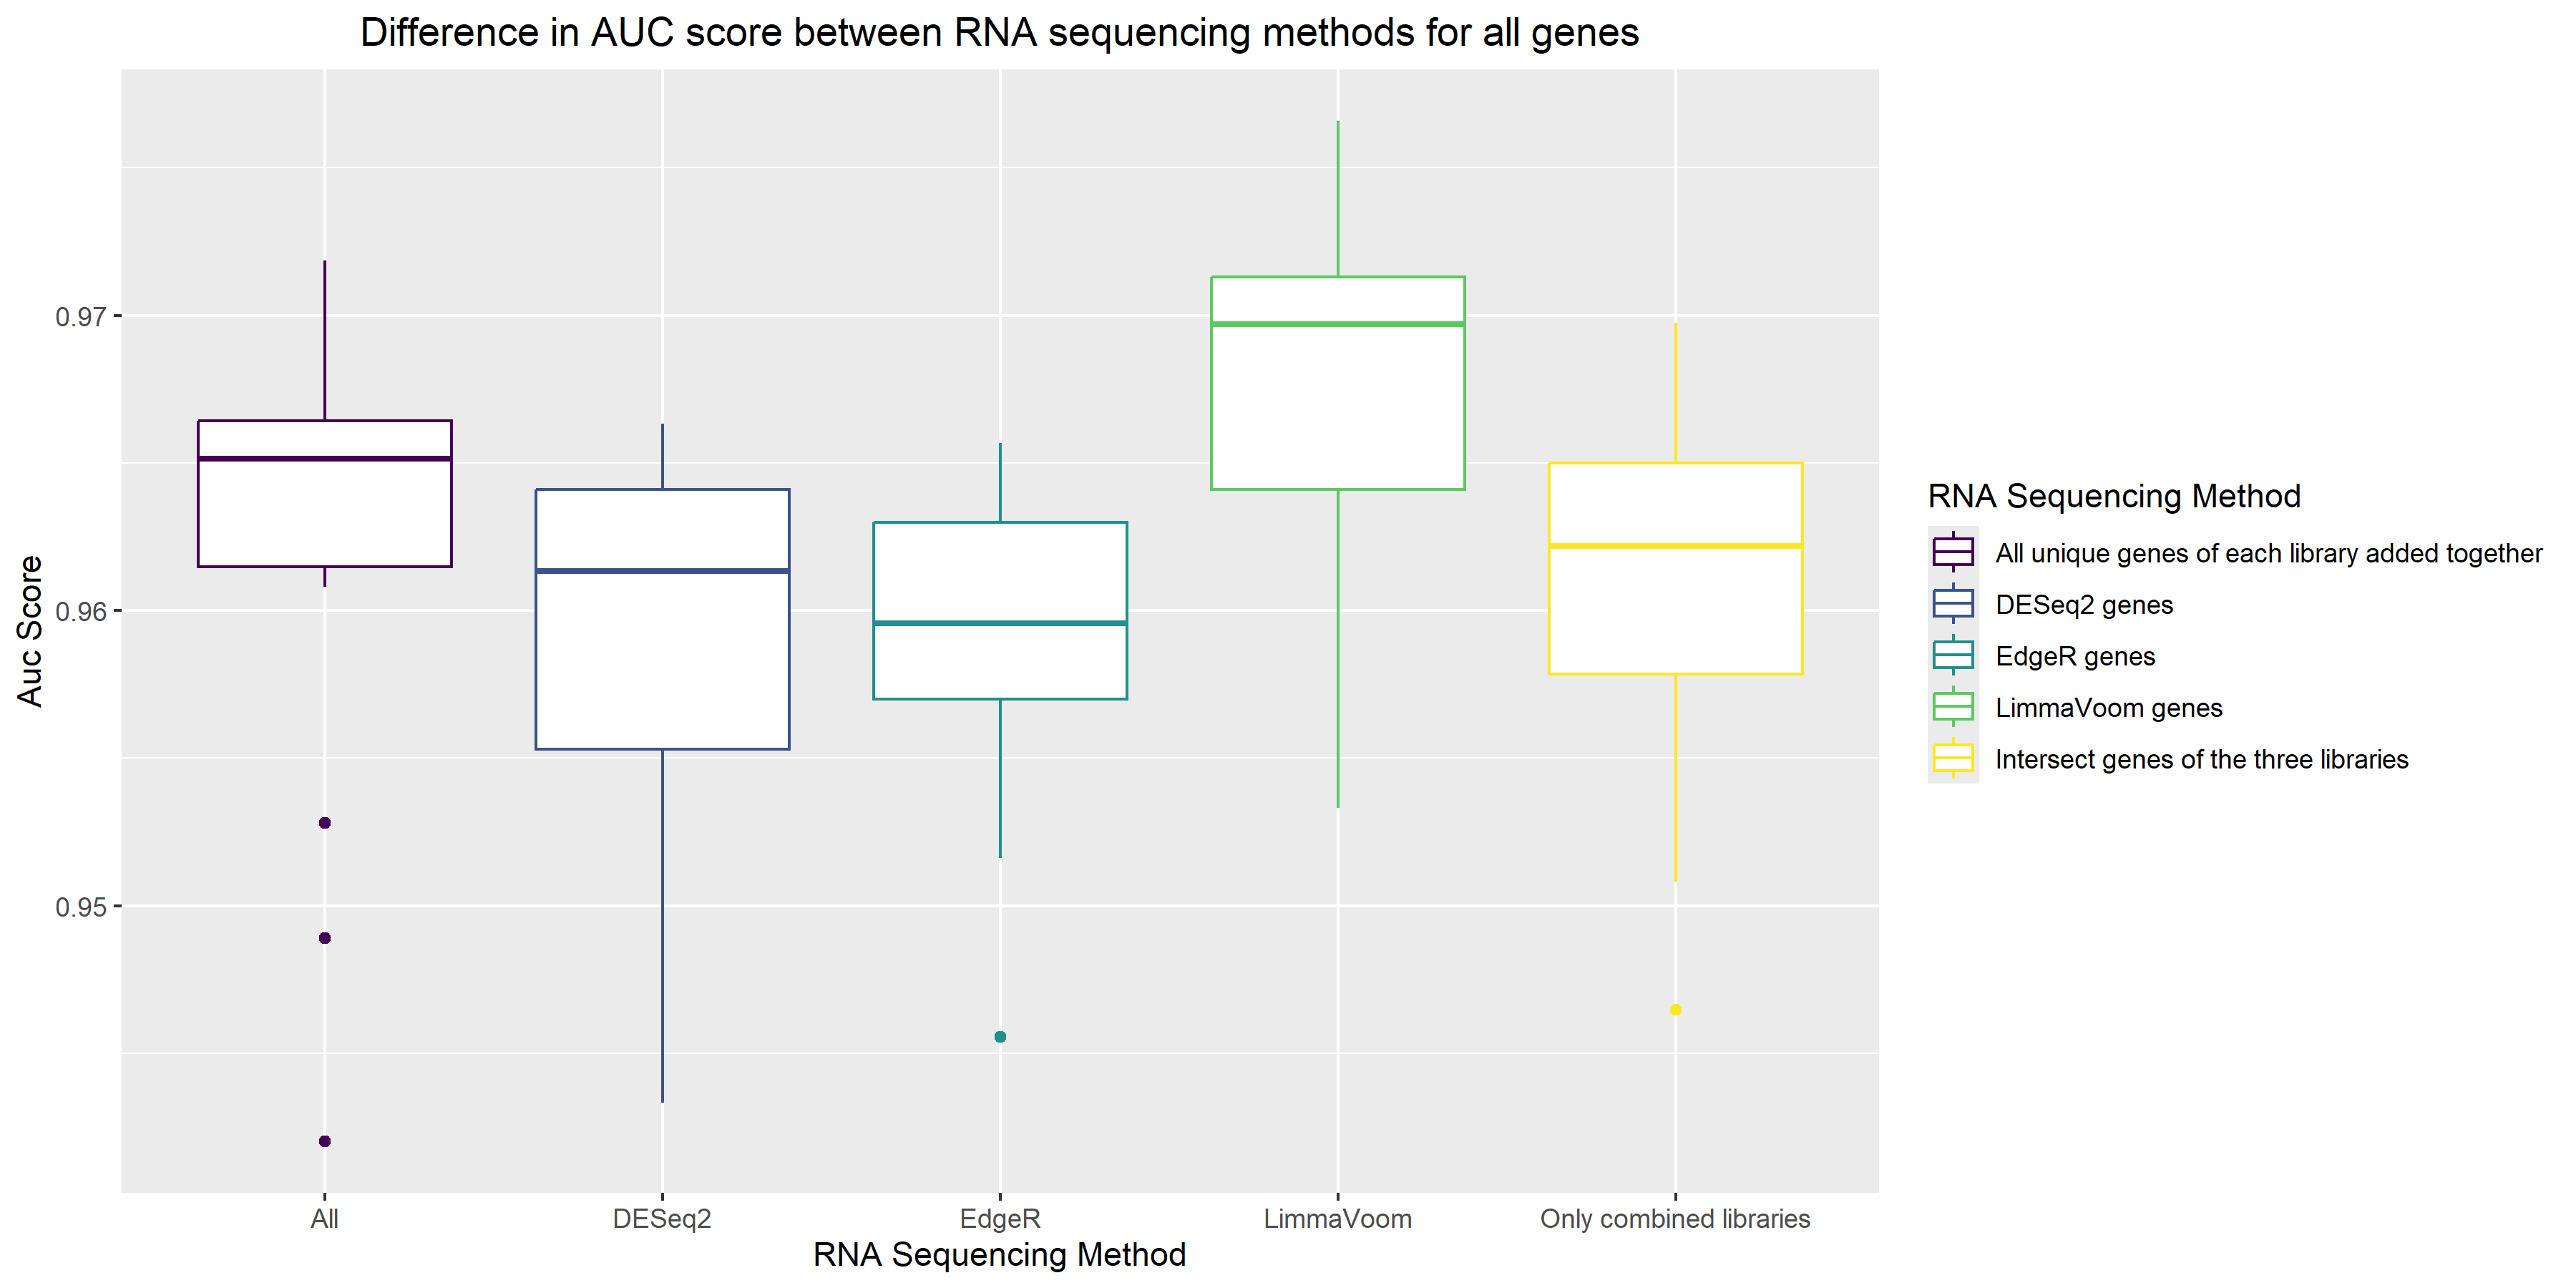 Difference in AUC score between RNA sequencing methods for all genes
Auc Score
0.97
0.96
0.95
All
DESeq2
EdgeR
LimmaVoom
Only combined libraries
RNA Sequencing Method
RNA Sequencing Method
All unique genes of each library added together
DESeq2 genes
EdgeR genes
LimmaVoom genes
Intersect genes of the three libraries